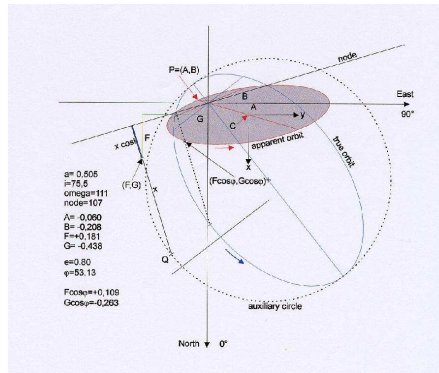 node
P=(A,B)
East
90°
B
A
G
y
C
F
apparent orbit
true orbit
x cosi
x
(F,G)
(Fcosφ,Gcosφ)
x
a= 0,505
i=75,5
omega=111
node=107
A= -0,060
B= -0,208
F=+0,181
G= -0,438
e=0.80
φ=53,13
Fcosφ=+0,109
Gcosφ=-0,263
Q
auxiliary circle
North 0°